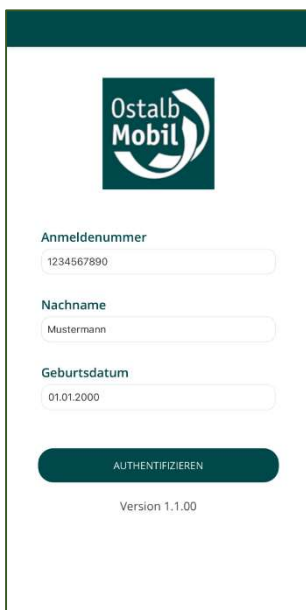 Ostalb
Mobil
Anmeldenummer
1234567890
Nachname
Mustermann
Geburtsdatum
01.01.2000
AUTHENTIFIZIEREN
Version 1.1.00